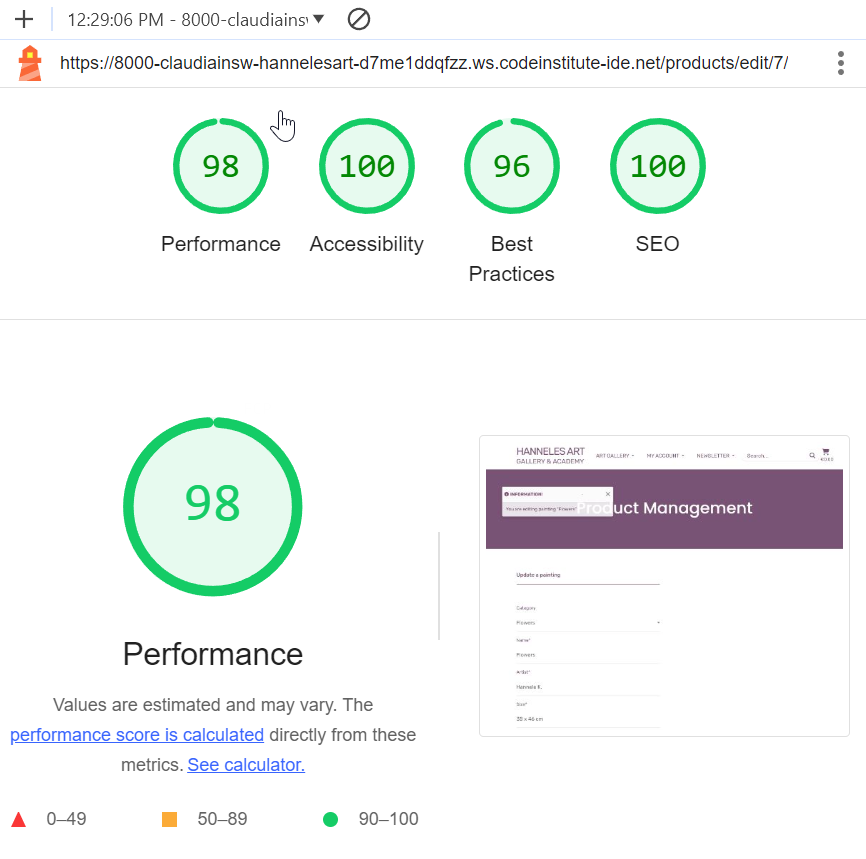 12:29:06 PM - 8000-claudiains
https://8000-claudiainsw-hannelesart-d7me1ddqfzz.ws.codeinstitute-ide.net/products/edit/7/
98
100
96
100
Performance
Accessibility
Best
Practices
SEO
98
Performance
Values are estimated and may vary. The
performance score is calculated directly from these
metrics. See calculator.
0–49
50–89
90–100
HANNELES ART
GALLERY & ACADEMY
ART GALLERY
MY ACCOUNT
NEWSLETTER
Search...
INFORMATION!
You are editing painting "Flowers"
Product Management
Update a painting
Category
Flowers
Name*
Flowers
Artist*
Hannele K.
Size*
38 x 46 cm